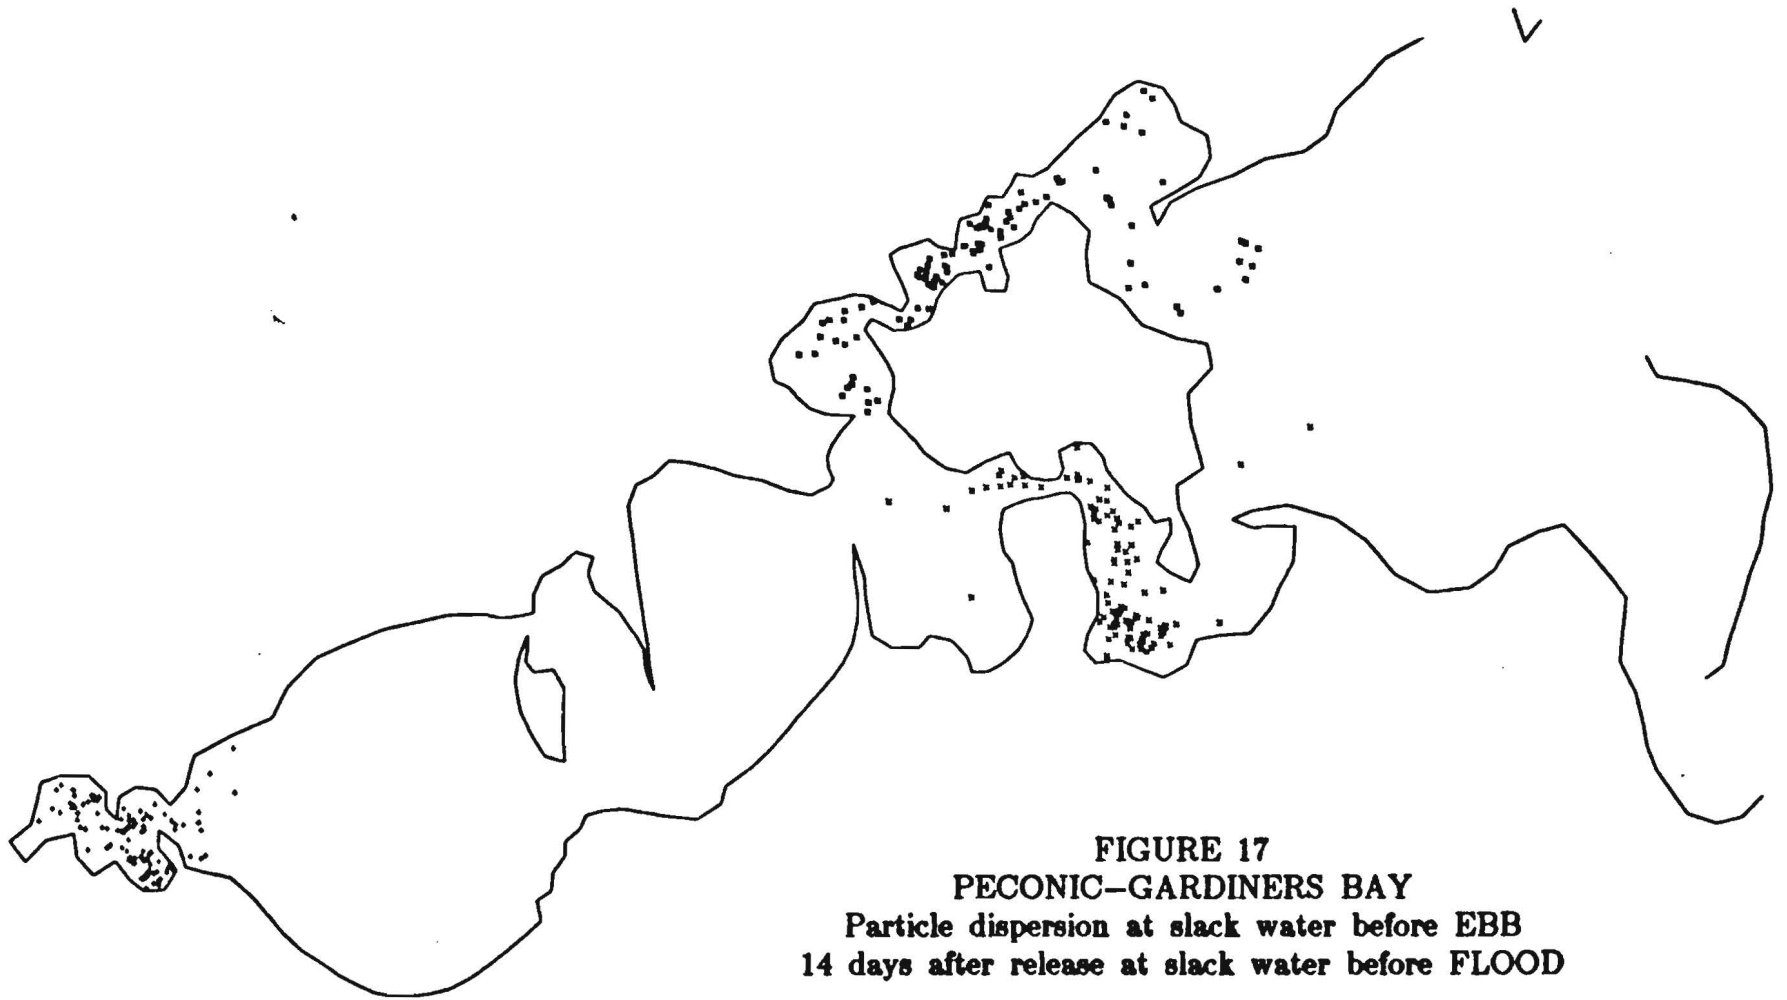 FIGURE 17
PECONIC-GARDINERS BAY
Particle dispersion at slack water before EBB
14 days after release at slack water before FLOOD